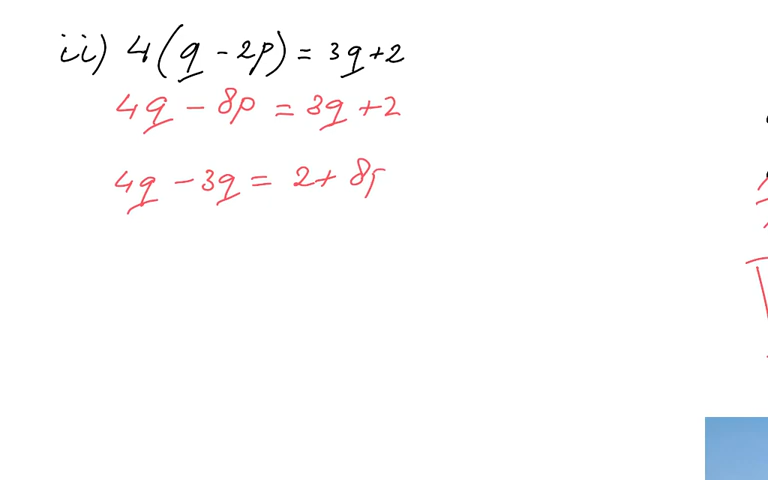 ii) 4(q - 2p) = 3q + 2
4q - 8p = 3q + 2
4q - 3q = 2 + 8p